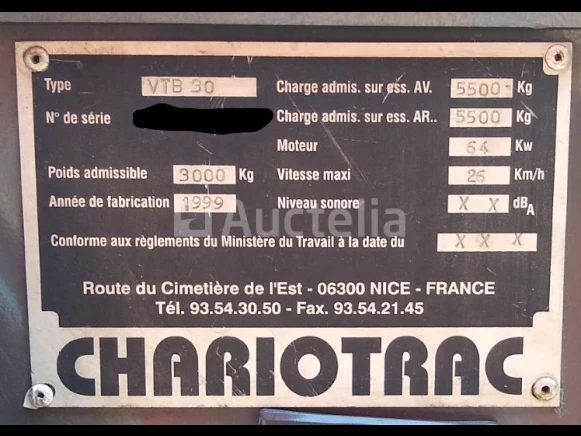 Type VTB 30 Charge admis. sur ess. AV. 5500 Kg
N° de série Charge admis. sur ess. AR.. 5500 Kg
Moteur 64 Kw
Poids admissible 3000 Kg Vitesse maxi 26 Km/h
Année de fabrication 1999 Niveau sonore X X dBA
Auctelia
Conforme aux règlements du Ministère du Travail à la date du X X X
Route du Cimetière de l'Est - 06300 NICE - FRANCE
Tél. 93.54.30.50 - Fax. 93.54.21.45
CHARIOTRAC